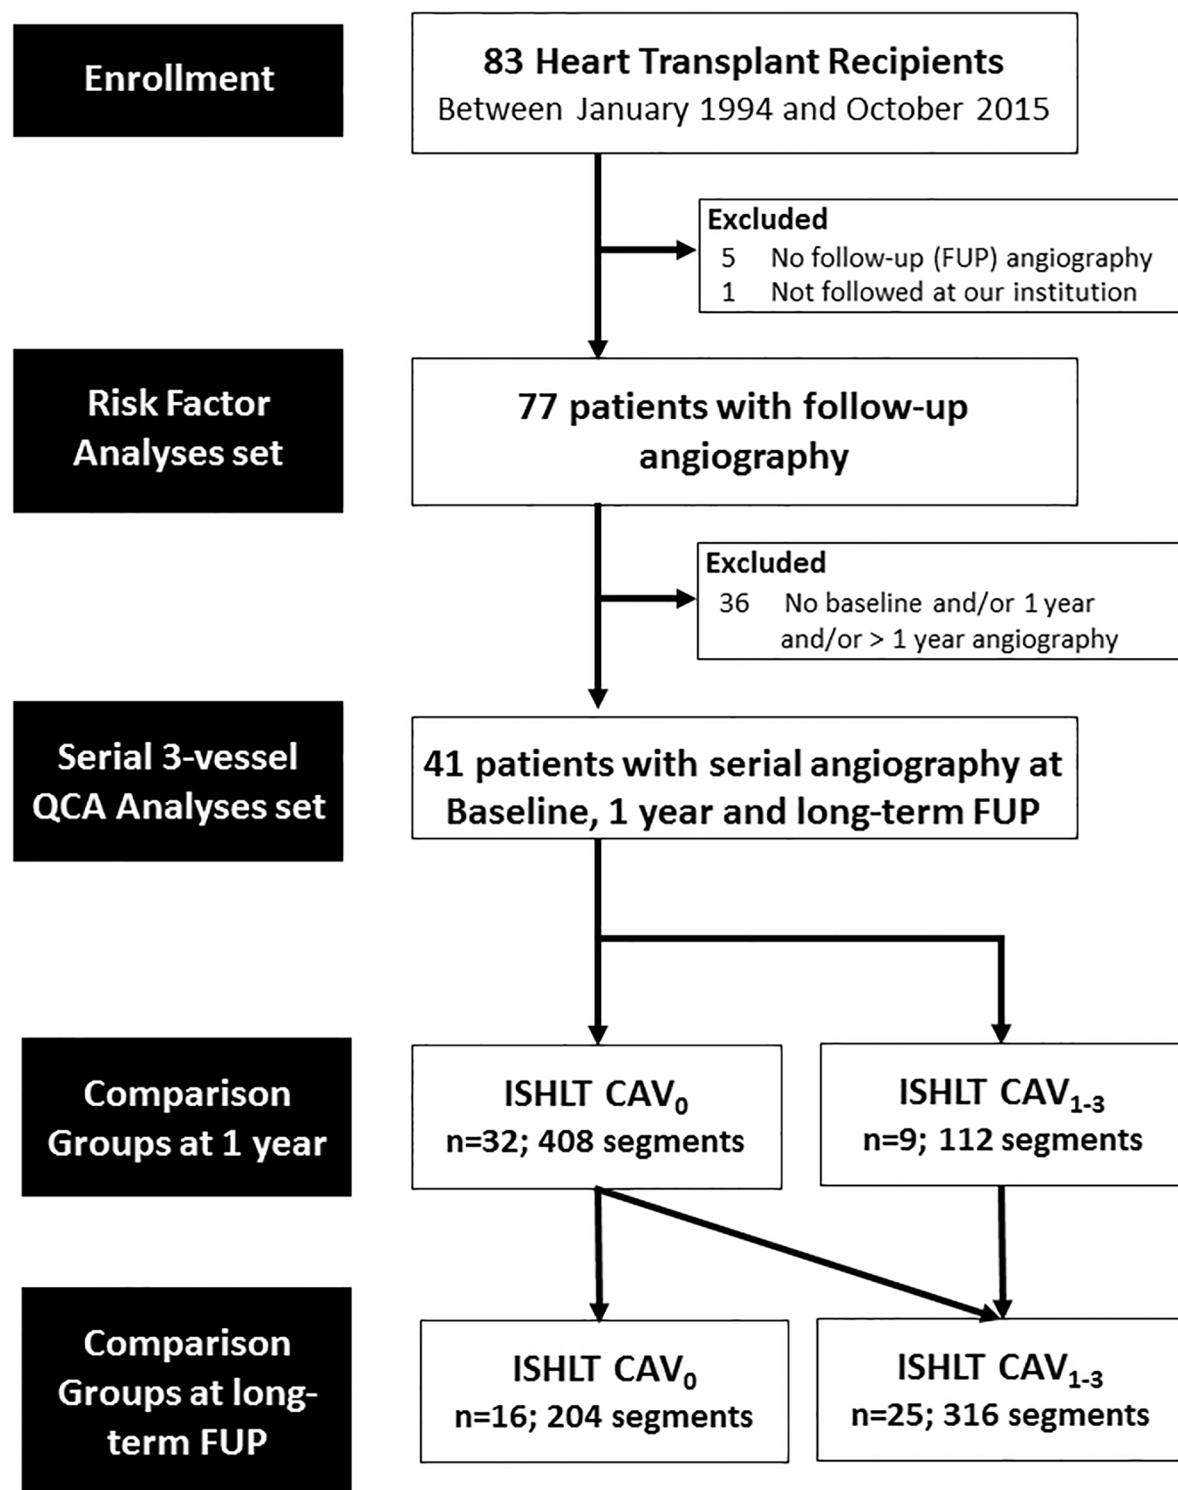 Enrollment
83 Heart Transplant Recipients
Between January 1994 and October 2015
Excluded
5 No follow-up (FUP) angiography
1 Not followed at our institution
Risk Factor
Analyses set
77 patients with follow-up
angiography
Excluded
36 No baseline and/or 1 year
and/or > 1 year angiography
Serial 3-vessel
QCA Analyses set
41 patients with serial angiography at
Baseline, 1 year and long-term FUP
Comparison
Groups at 1 year
ISHLT CAV₀
n=32; 408 segments
ISHLT CAV₁₋₃
n=9; 112 segments
Comparison
Groups at long-
term FUP
ISHLT CAV₀
n=16; 204 segments
ISHLT CAV₁₋₃
n=25; 316 segments